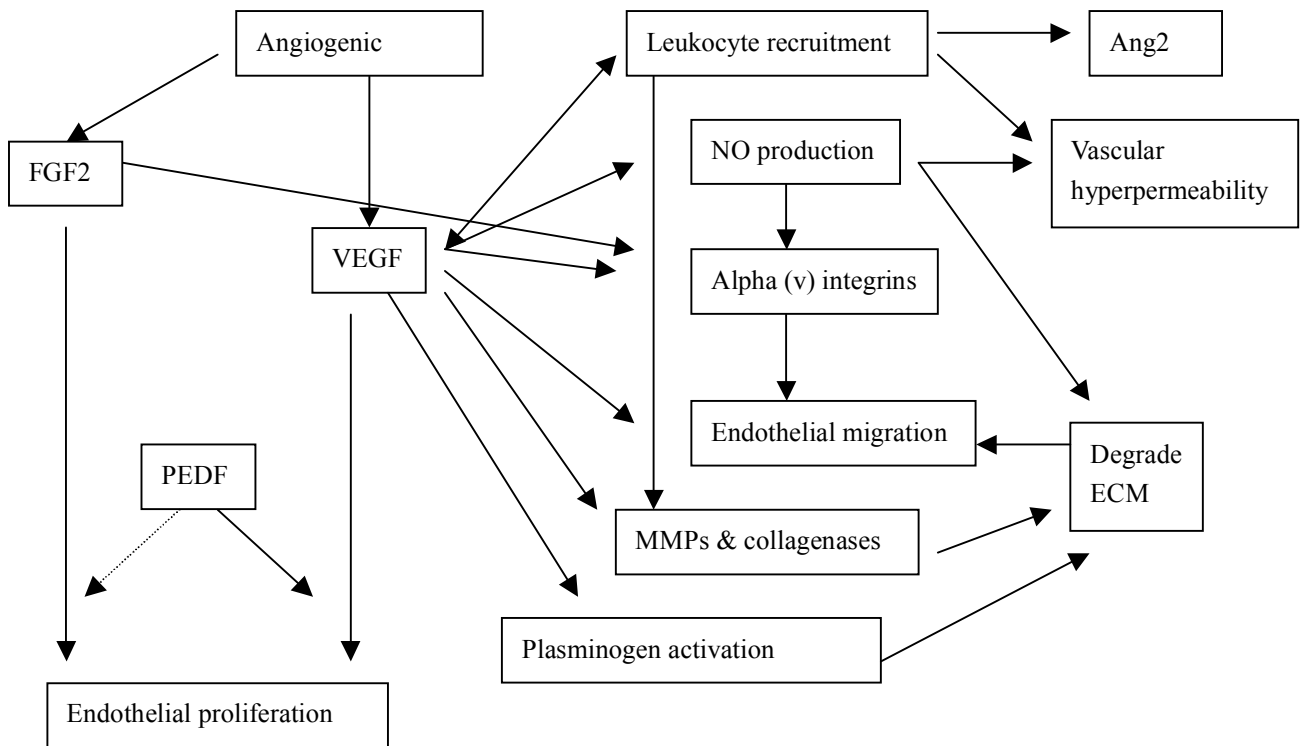 Angiogenic
Leukocyte recruitment
Ang2
FGF2
NO production
Vascular
hyperpermeability
VEGF
Alpha (v) integrins
Endothelial migration
Degrade
ECM
PEDF
MMPs & collagenases
Plasminogen activation
Endothelial proliferation